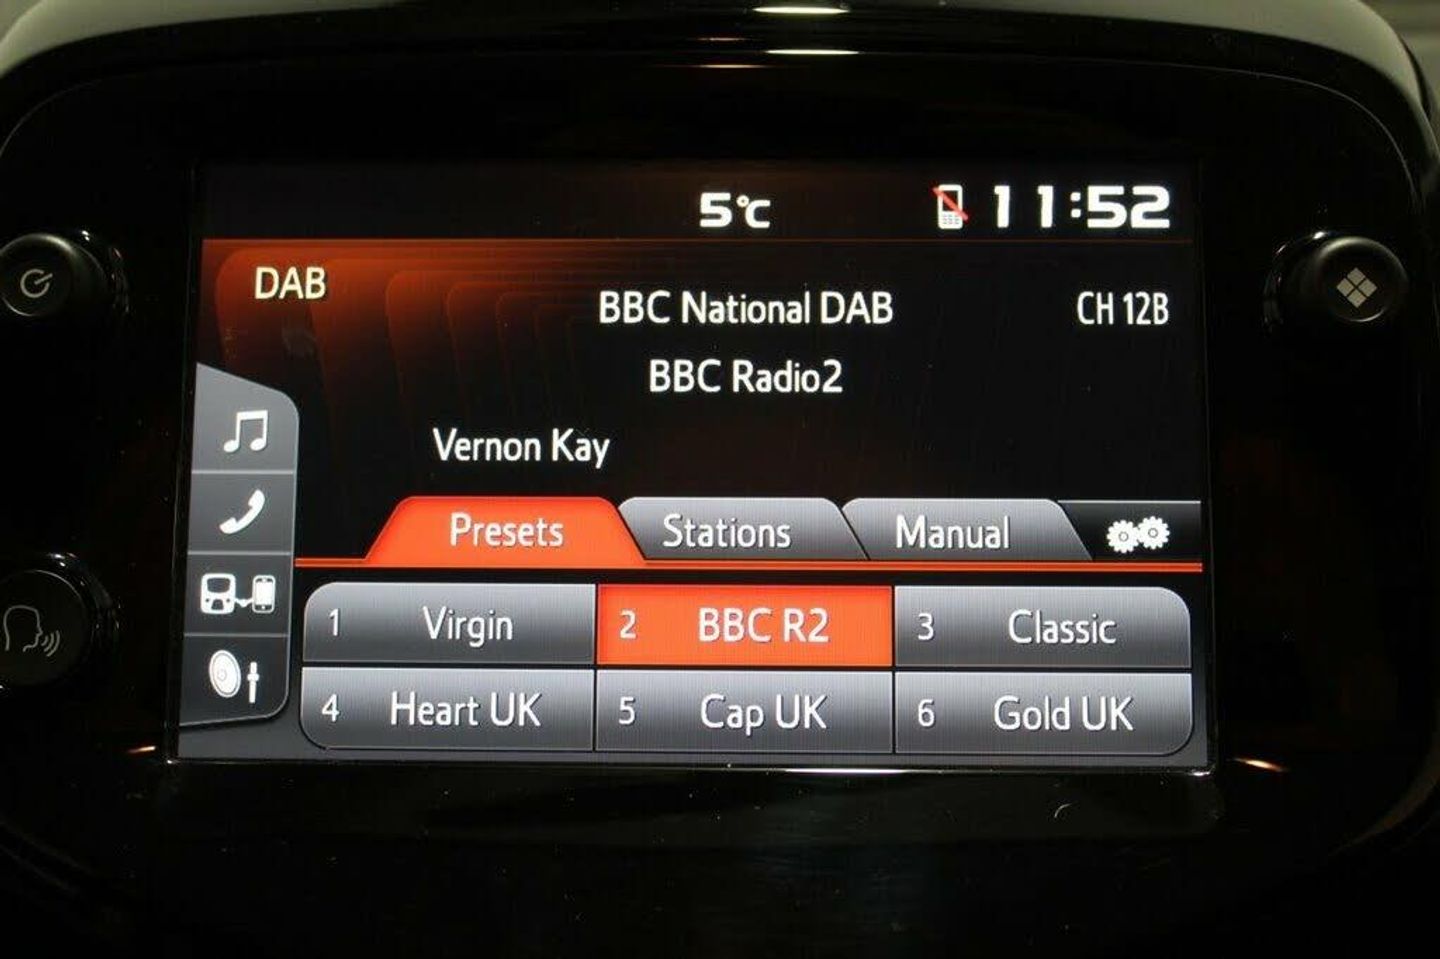 5°C 11:52
DAB
BBC National DAB CH 12B
BBC Radio2
Vernon Kay
Presets Stations Manual
1 Virgin 2 BBC R2 3 Classic
4 Heart UK 5 Cap UK 6 Gold UK